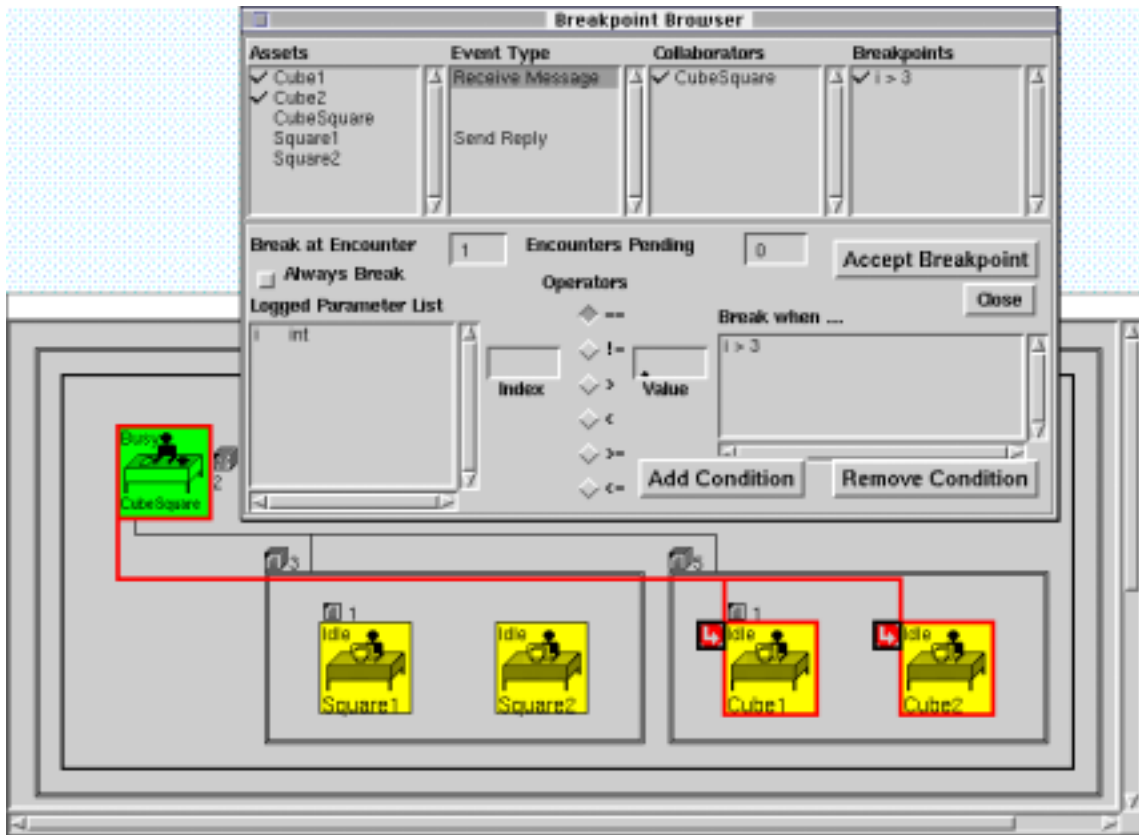 Breakpoint Browser
Assets Event Type Collaborators Breakpoints
Cube1 Receive Message CubeSquare i > 3
Cube2
CubeSquare
Square1 Send Reply
Square2
Break at Encounter 1 Encounters Pending 0 Accept Breakpoint
Always Break
Operators
Close
Logged Parameter List == Break when ...
i int != i > 3
Index > Value
<
>=
<= Add Condition Remove Condition
Busy
2
CubeSquare
3 5
1 1
Idle Idle Idle Idle
Square1 Square2 Cube1 Cube2